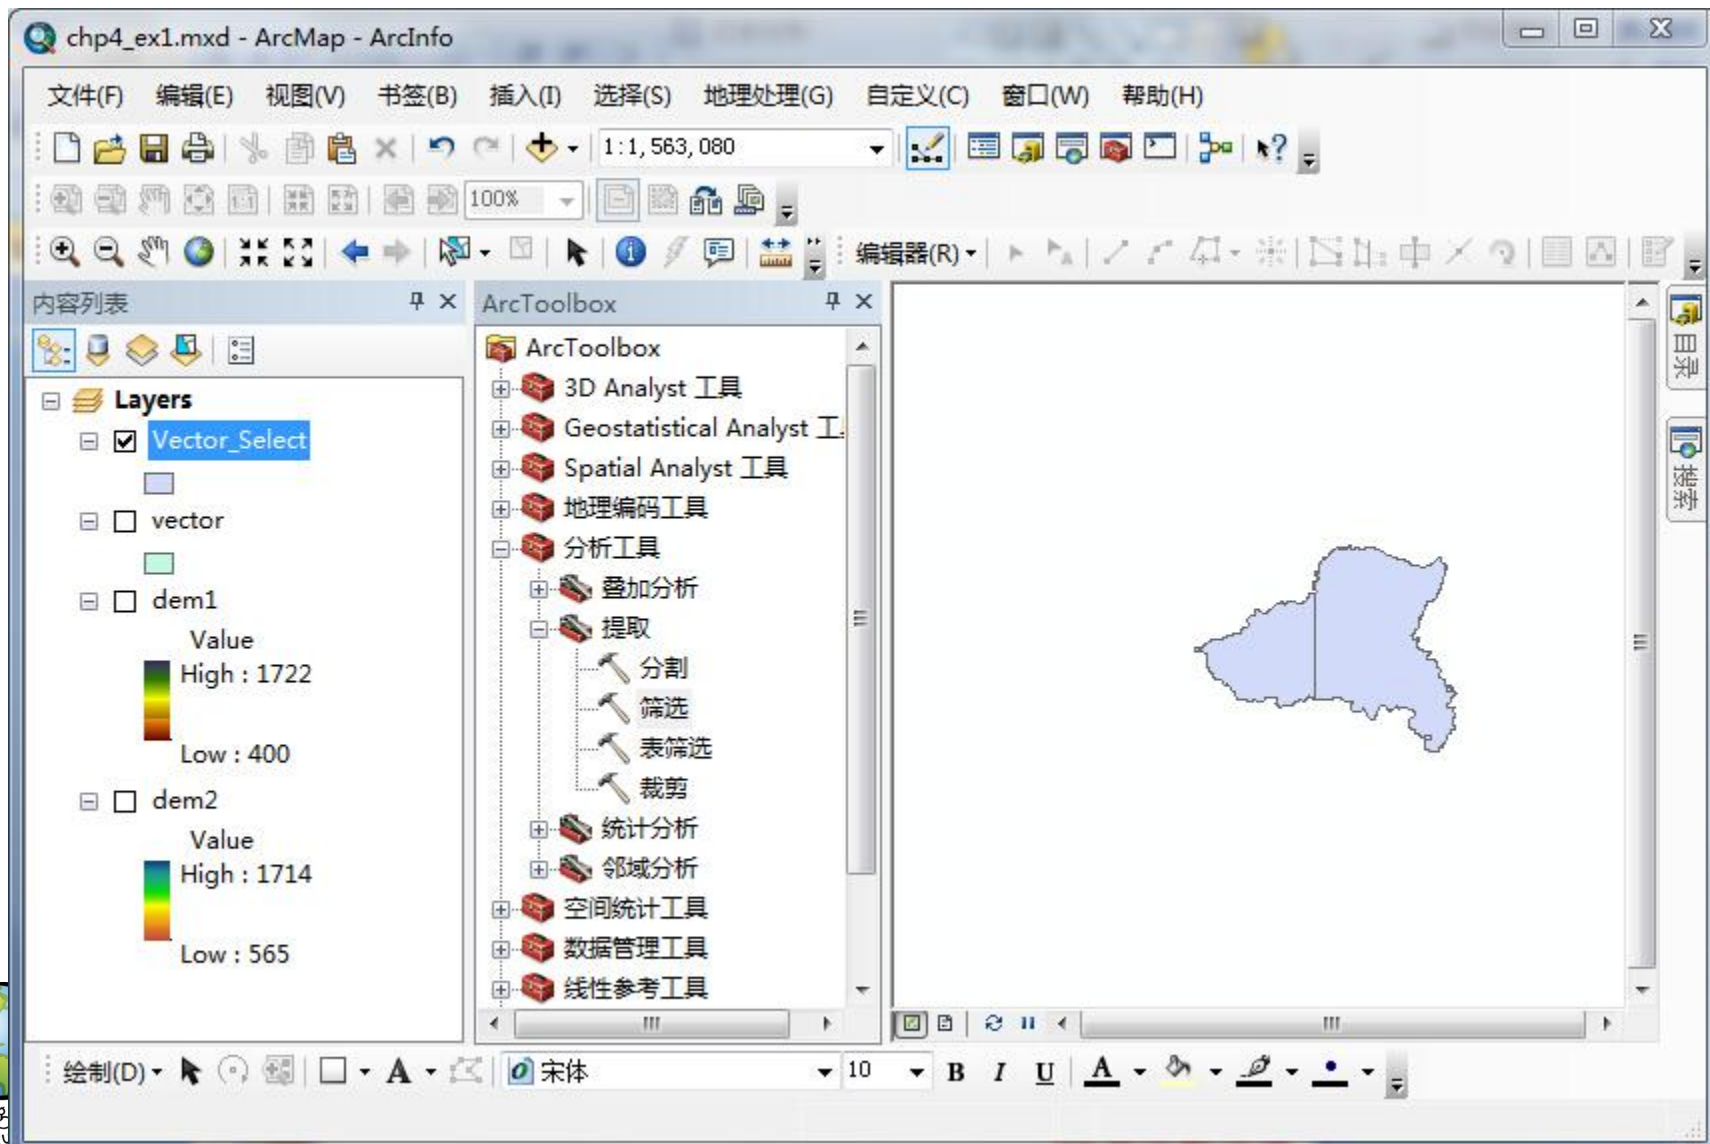 chp4_ex1.mxd - ArcMap - ArcInfo
文件(F) 编辑(E) 视图(V) 书签(B) 插入(I) 选择(S) 地理处理(G) 自定义(C) 窗口(W) 帮助(H)
1:1,563,080
100%
编辑器(R)
内容列表
ArcToolbox
Layers
Vector_Select
vector
dem1
Value
High : 1722
Low : 400
dem2
Value
High : 1714
Low : 565
ArcToolbox
3D Analyst 工具
Geostatistical Analyst 工
Spatial Analyst 工具
地理编码工具
分析工具
叠加分析
提取
分割
筛选
表筛选
裁剪
统计分析
邻域分析
空间统计工具
数据管理工具
线性参考工具
目录
搜索
绘制(D) A 宋体 10 B I U A